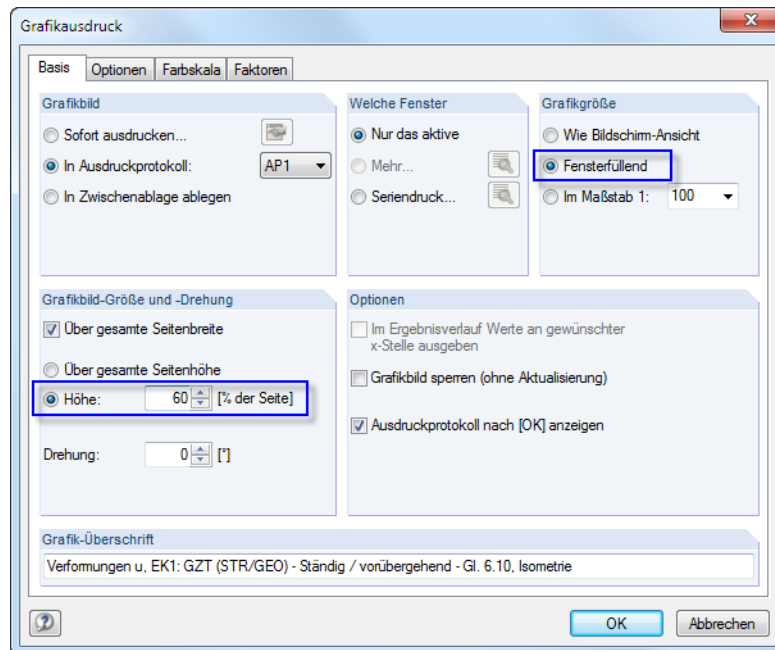 Grafikausdruck
Basis Optionen Farbskala Faktoren
Grafikbild
Sofort ausdrucken...
In Ausdruckprotokoll: AP1
In Zwischenablage ablegen
Welche Fenster
Nur das aktive
Mehr...
Seriendruck...
Grafikgröße
Wie Bildschirm-Ansicht
Fensterfüllend
Im Maßstab 1: 100
Grafikbild-Größe und -Drehung
Über gesamte Seitenbreite
Über gesamte Seitenhöhe
Höhe: 60 [% der Seite]
Drehung: 0 [°]
Optionen
Im Ergebnisverlauf Werte an gewünschter
x-Stelle ausgeben
Grafikbild sperren (ohne Aktualisierung)
Ausdruckprotokoll nach [OK] anzeigen
Grafik-Überschrift
Verformungen u, EK1: GZT (STR/GEO) - Ständig / vorübergehend - Gl. 6.10, Isometrie
OK Abbrechen